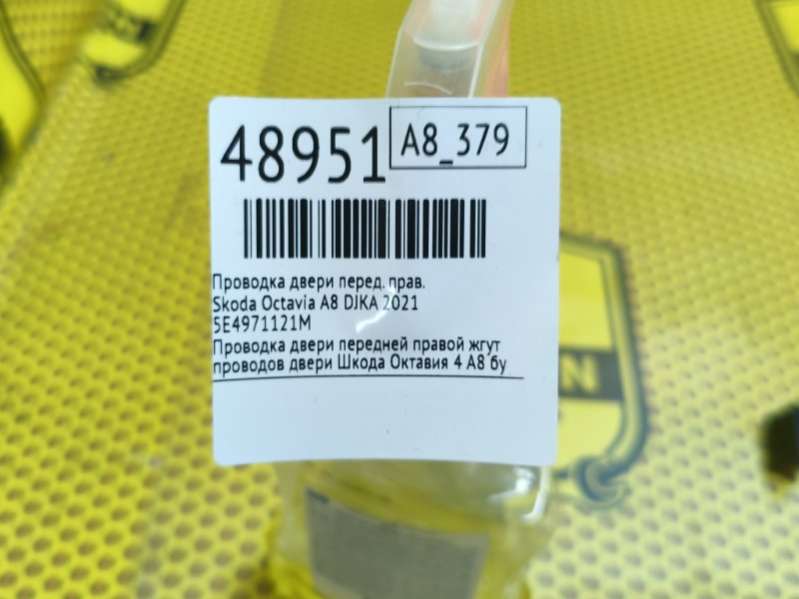 48951
A8_379
Проводка двери перед. прав.
Skoda Octavia A8 DJKA 2021
5E4971121M
Проводка двери передней правой жгут
проводов двери Шкода Октавия 4 А8 бу